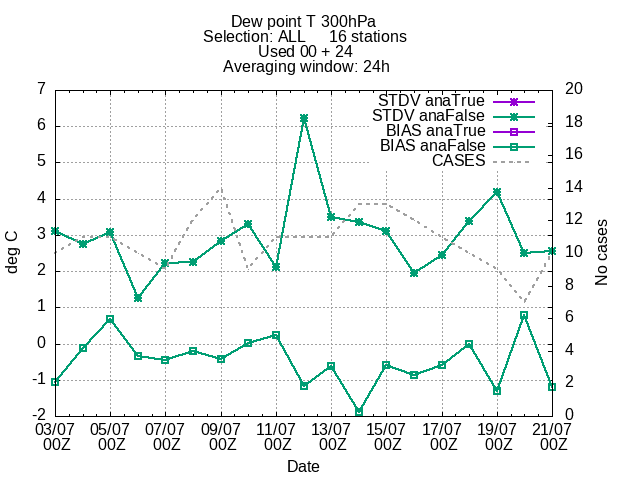 Dew point T 300hPa
Selection: ALL 16 stations
Used 00 + 24
Averaging window: 24h
STDV anaTrue
STDV anaFalse
BIAS anaTrue
BIAS anaFalse
CASES
7
6
5
4
3
2
1
0
-1
-2
deg C
20
18
16
14
12
10
8
6
4
2
0
No cases
03/07 05/07 07/07 09/07 11/07 13/07 15/07 17/07 19/07 21/07
00Z 00Z 00Z 00Z 00Z 00Z 00Z 00Z 00Z 00Z
Date